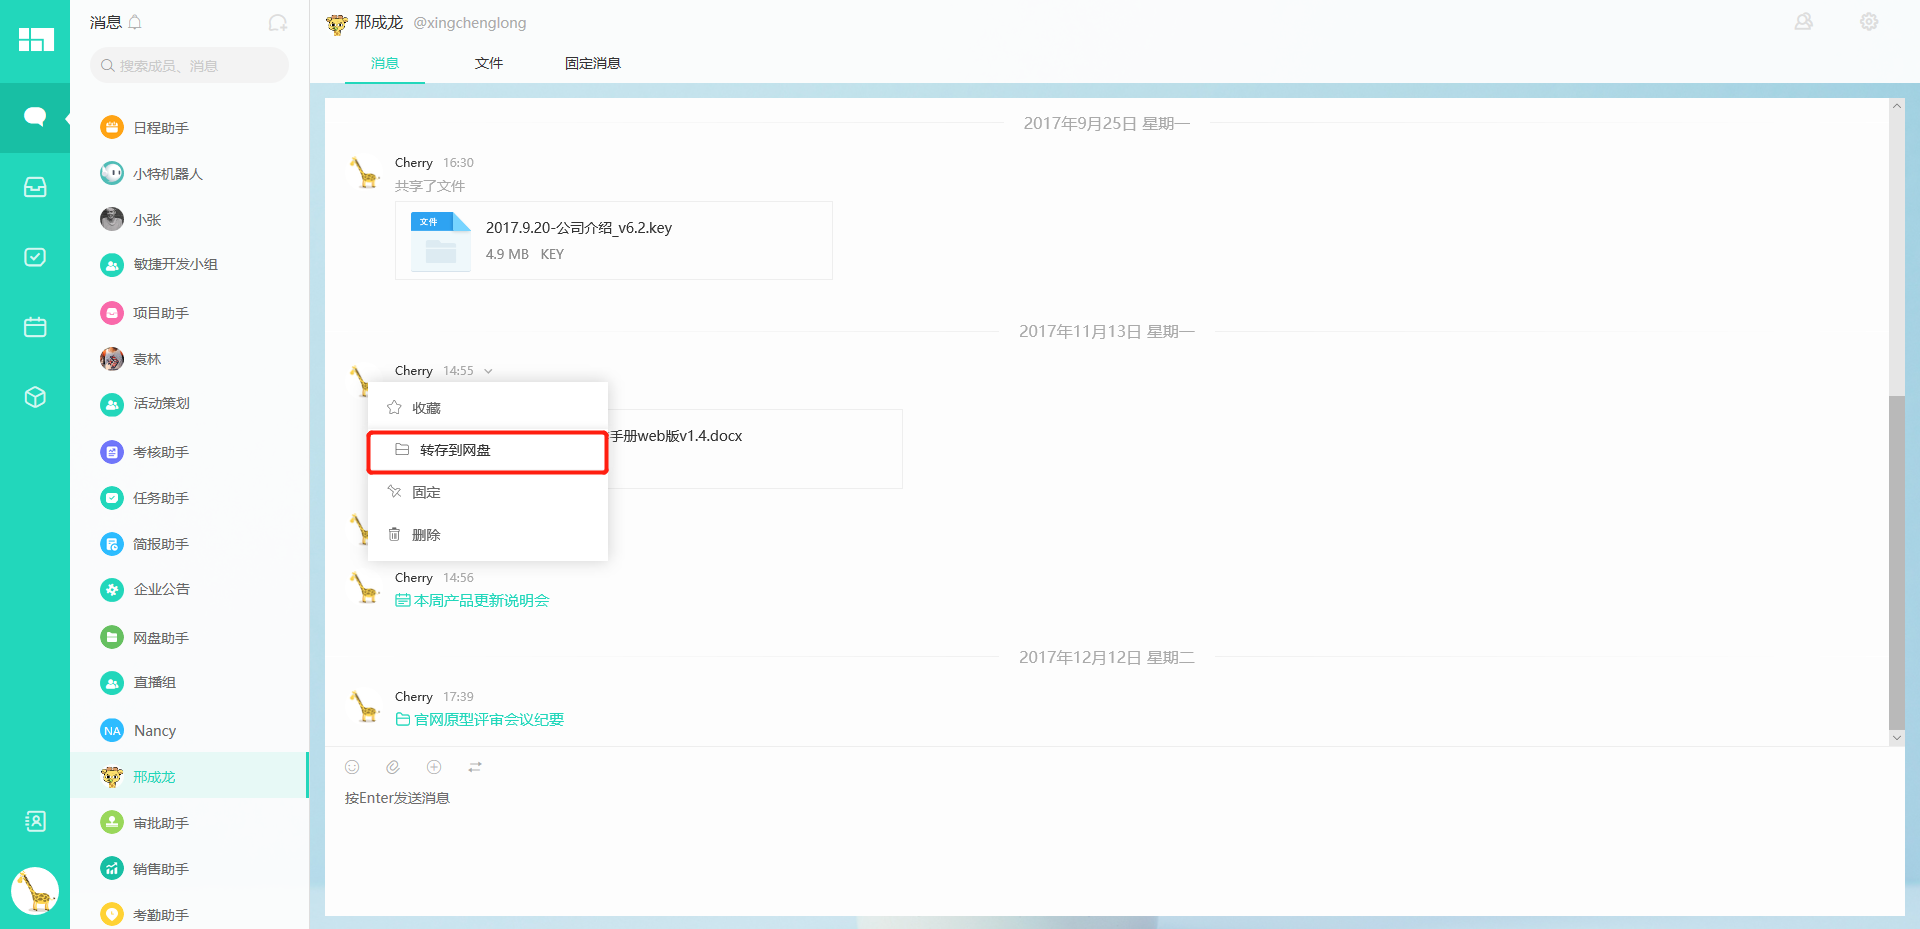 消息
搜索成员、消息
日程助手
小特机器人
小张
敏捷开发小组
项目助手
袁林
活动策划
考核助手
任务助手
简报助手
企业公告
网盘助手
直播组
NA Nancy
邢成龙
审批助手
销售助手
考勤助手
邢成龙 @xingchenglong
消息 文件 固定消息
2017年9月25日 星期一
Cherry 16:30
共享了文件
文件
2017.9.20-公司介绍_v6.2.key
4.9 MB KEY
2017年11月13日 星期一
Cherry 14:55
收藏
手册web版v1.4.docx
转存到网盘
固定
删除
Cherry 14:56
本周产品更新说明会
2017年12月12日 星期二
Cherry 17:39
官网原型评审会议纪要
按Enter发送消息